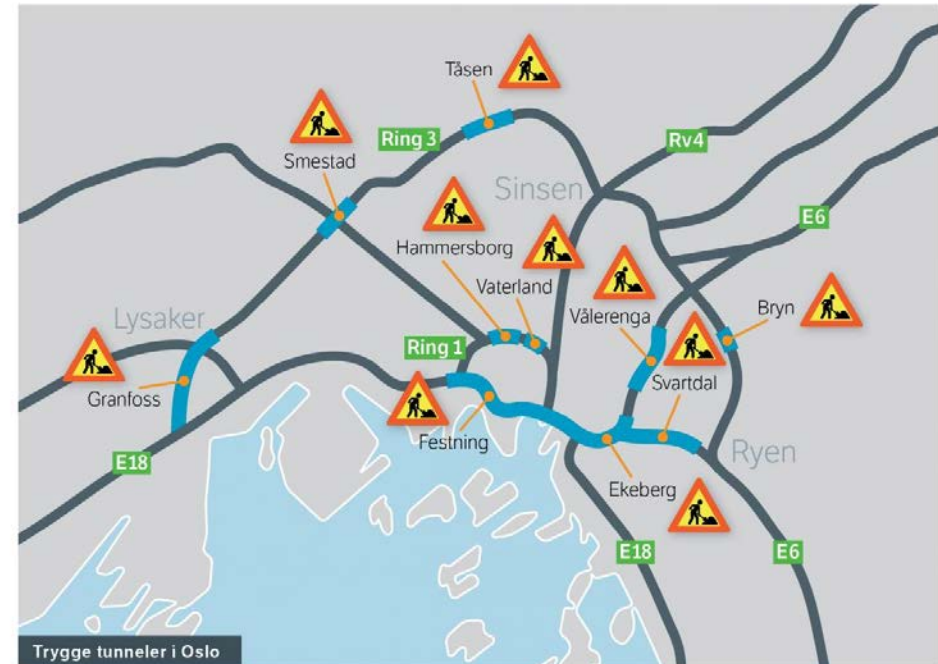 Tåsen
Ring 3
Rv4
Smestad
Sinsen
Hammersborg
E6
Vaterland
Vålerenga
Bryn
Lysaker
Ring 1
Svartdal
Granfoss
Festning
Ryen
E18
Ekeberg
E18
E6
Trygge tunneler i Oslo